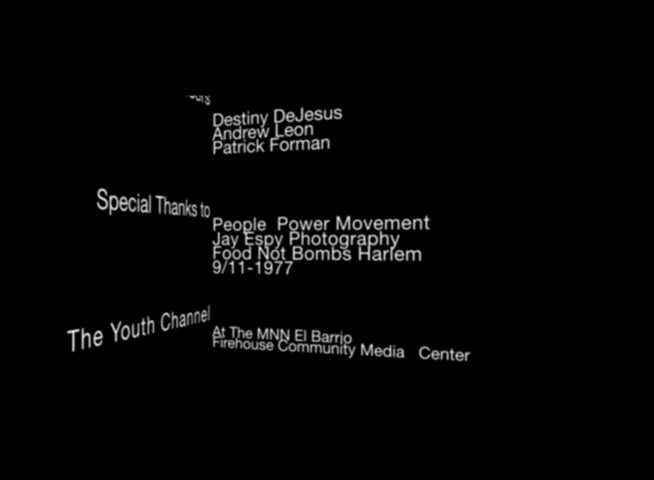 Destiny DeJesus
Andrew Leon
Patrick Forman
Special Thanks to
People Power Movement
Jay Espy Photography
Food Not Bombs Harlem
9/11-1977
The Youth Channel
At The MNN El Barrio
Firehouse Community Media Center